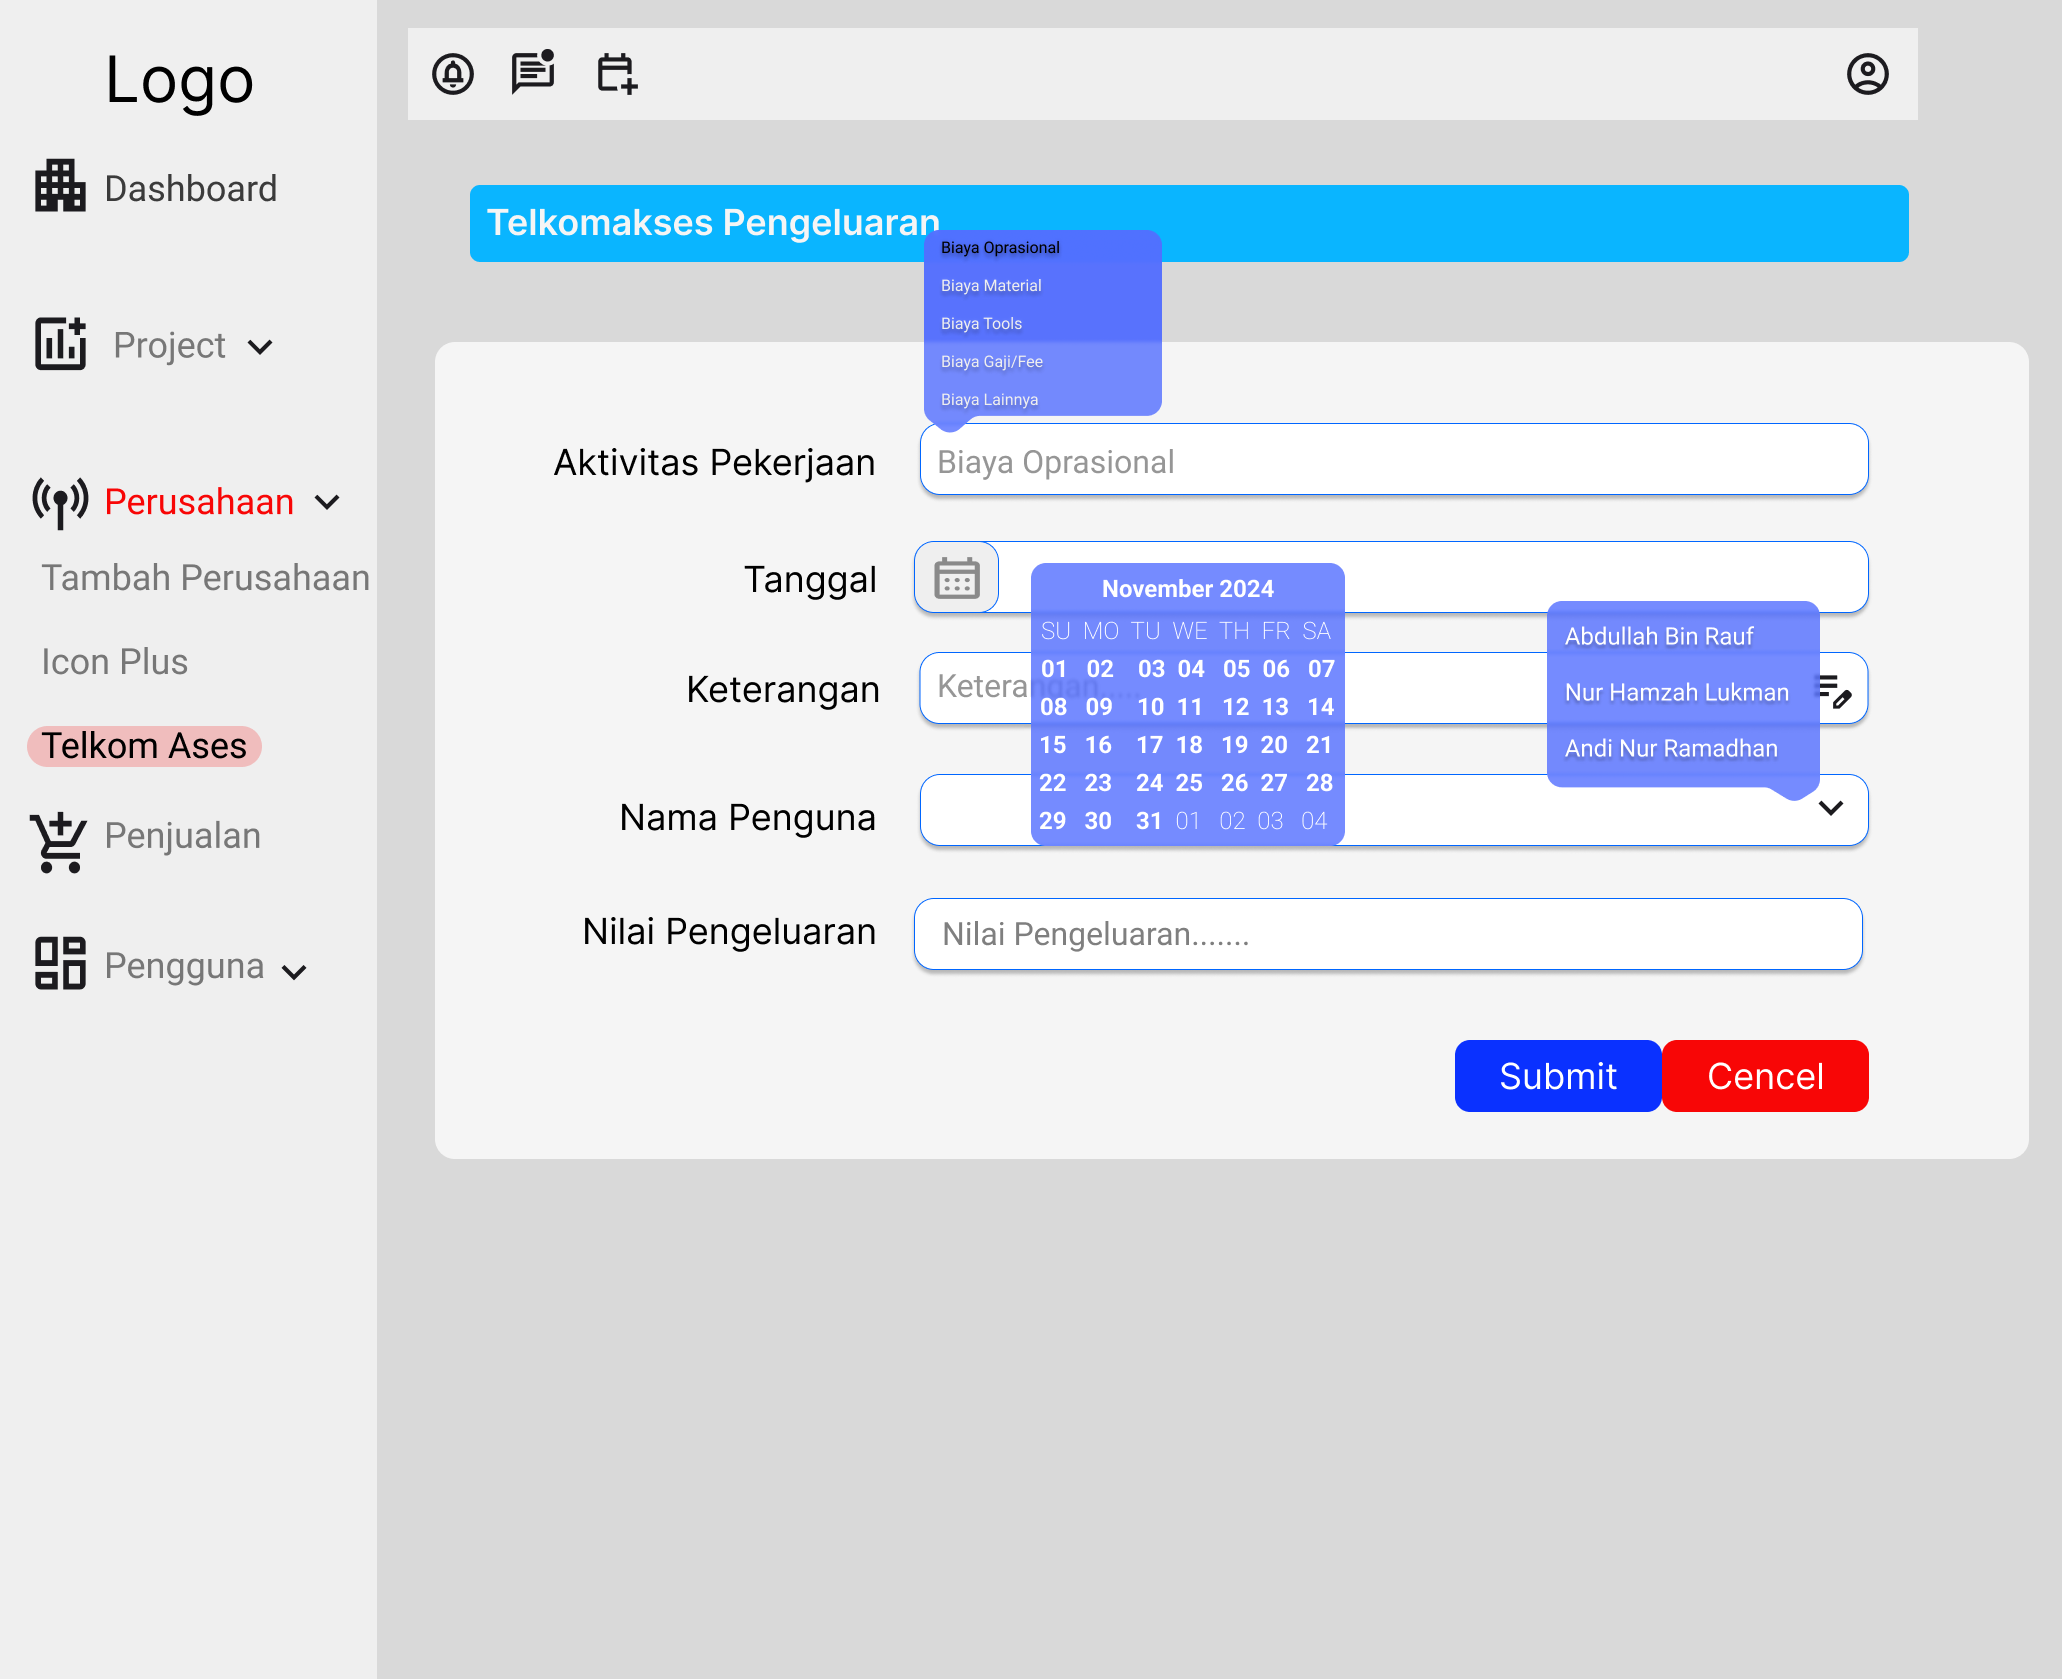 Logo
Dashboard
Project
Perusahaan
Tambah Perusahaan
Icon Plus
Telkom Ases
Penjualan
Pengguna
Telkomakses Pengeluaran
Biaya Oprasional
Biaya Material
Biaya Tools
Biaya Gaji/Fee
Biaya Lainnya
Aktivitas Pekerjaan
Biaya Oprasional
Tanggal
November 2024
SU MO TU WE TH FR SA
01 02 03 04 05 06 07
08 09 10 11 12 13 14
15 16 17 18 19 20 21
22 23 24 25 26 27 28
29 30 31 01 02 03 04
Abdullah Bin Rauf
Nur Hamzah Lukman
Andi Nur Ramadhan
Keterangan
Keterangan.....
Nama Penguna
Nilai Pengeluaran
Nilai Pengeluaran.......
Submit
Cencel